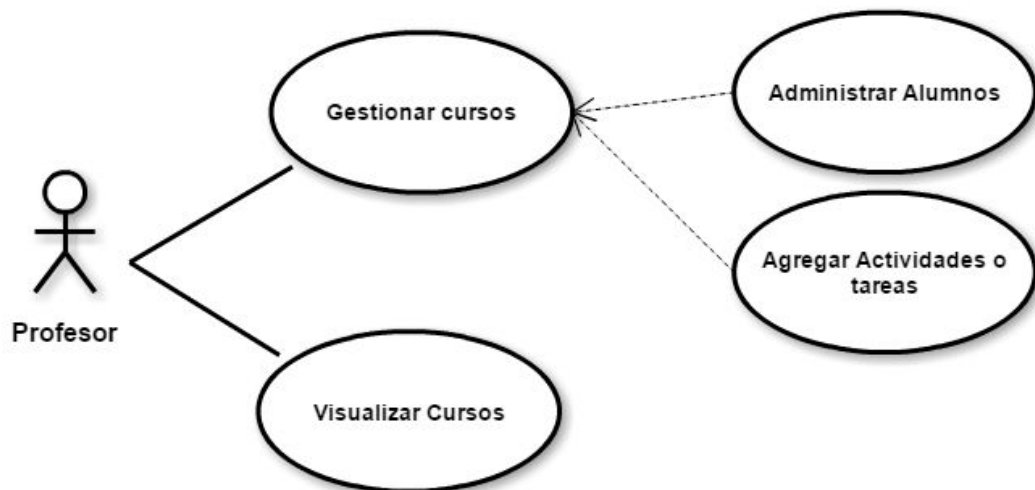 Gestionar cursos
Administrar Alumnos
Agregar Actividades o
tareas
Profesor
Visualizar Cursos